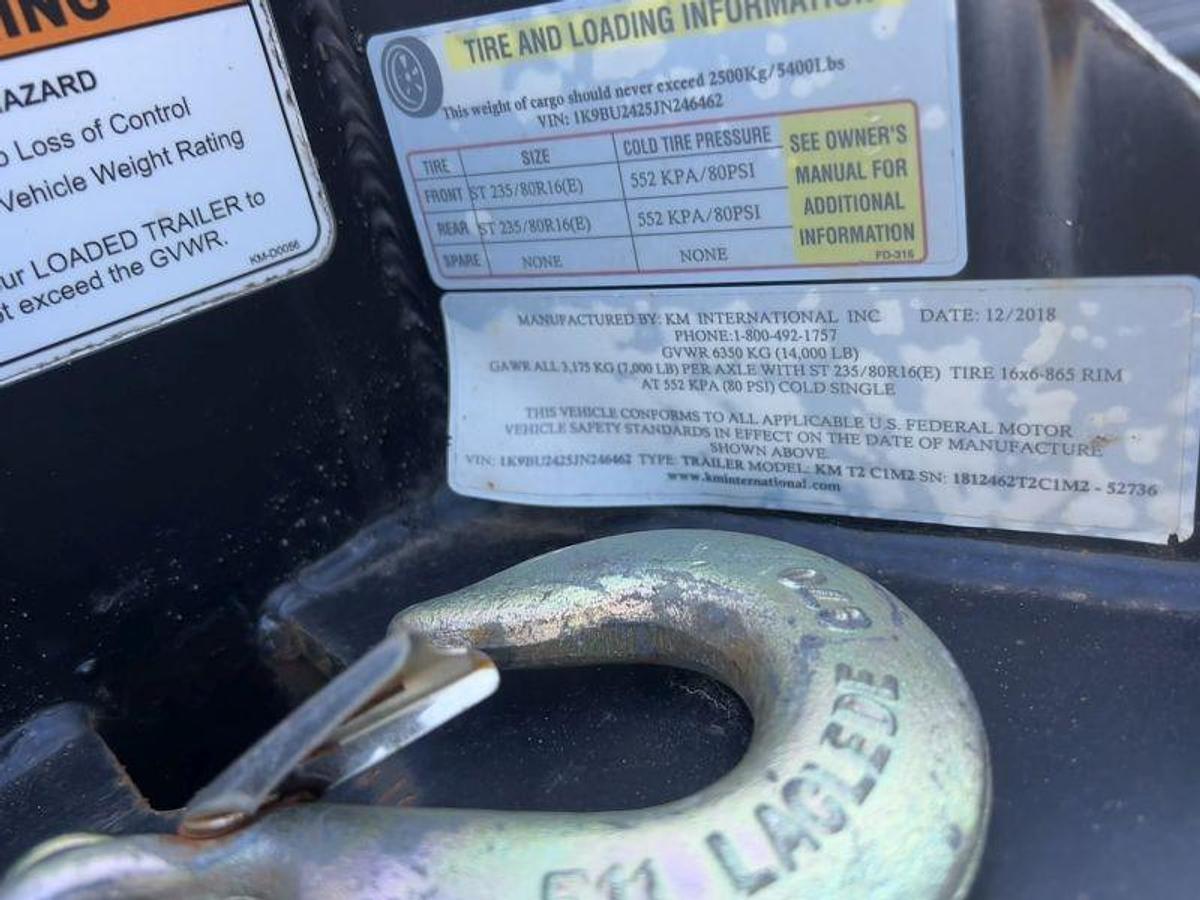 AZARD
Loss of Control
Vehicle Weight Rating
ur LOADED TRAILER to
exceed the GVWR.
KM-D0056
TIRE AND LOADING INFORMATION
This weight of cargo should never exceed 2500Kg/5400Lbs
VIN: 1K9BU2425JN246462
TIRE SIZE COLD TIRE PRESSURE
FRONT ST 235/80R16(E) 552 KPA/80PSI
REAR ST 235/80R16(E) 552 KPA/80PSI
SPARE NONE NONE
SEE OWNER'S
MANUAL FOR
ADDITIONAL
INFORMATION
FD-316
MANUFACTURED BY: KM INTERNATIONAL INC DATE: 12/2018
PHONE:1-800-492-1757
GVWR 6350 KG (14,000 LB)
GAWR ALL 3,175 KG (7,000 LB) PER AXLE WITH ST 235/80R16(E) TIRE 16x6-865 RIM
AT 552 KPA (80 PSI) COLD SINGLE
THIS VEHICLE CONFORMS TO ALL APPLICABLE U.S. FEDERAL MOTOR
VEHICLE SAFETY STANDARDS IN EFFECT ON THE DATE OF MANUFACTURE
SHOWN ABOVE.
VIN: 1K9BU2425JN246462 TYPE: TRAILER MODEL: KM T2 C1M2 SN: 1812462T2C1M2 - 52736
www.kminternational.com